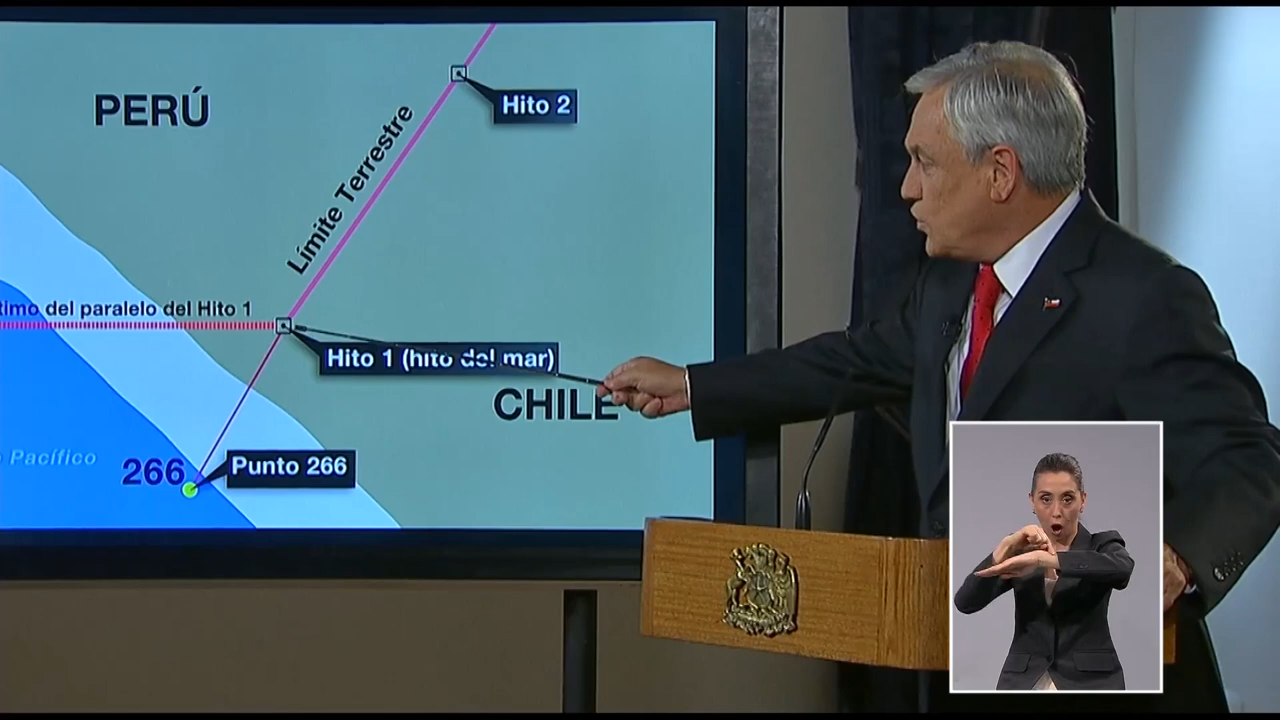 PERÚ
Hito 2
Límite Terrestre
del paralelo del Hito 1
Hito 1 (hito del mar)
CHILE
Pacífico
266
Punto 266